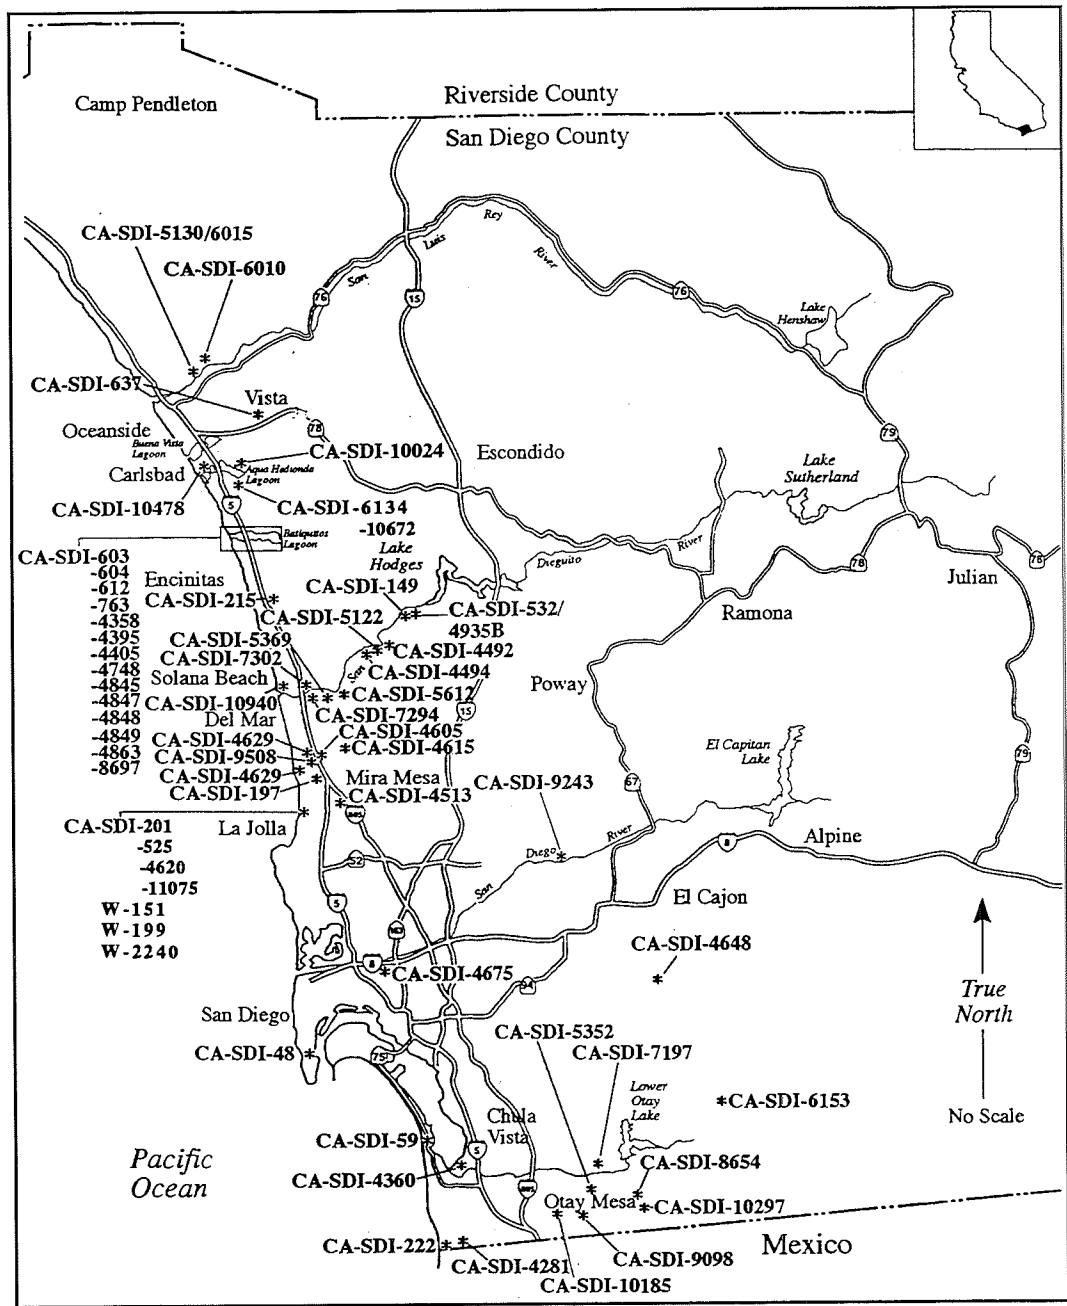 Camp Pendleton
Riverside County
San Diego County
CA-SDI-5130/6015
CA-SDI-6010
San
Luis
Rey
River
76
15
76
Lake
Henshaw
CA-SDI-637
Vista
Oceanside
Buena Vista
Lagoon
78
79
CA-SDI-10024
Escondido
Carlsbad
Aqua Hedionda
Lagoon
Lake
Sutherland
CA-SDI-10478
5
CA-SDI-6134
-10672
Batiquitos
Lagoon
Lake
Hodges
River
Dieguito
San
78
78
Julian
CA-SDI-603
-604
-612
-763
-4358
-4395
-4405
-4748
-4845
-4847
-4848
-4849
-4863
-8697
Encinitas
CA-SDI-215
CA-SDI-149
CA-SDI-5122
CA-SDI-532/
4935B
Ramona
CA-SDI-5369
CA-SDI-4492
CA-SDI-7302
CA-SDI-4494
Solana Beach
CA-SDI-5612
Poway
CA-SDI-10940
CA-SDI-7294
15
Del Mar
CA-SDI-4605
CA-SDI-4629
CA-SDI-4615
El Capitan
Lake
79
CA-SDI-9508
CA-SDI-4629
Mira Mesa
CA-SDI-9243
67
CA-SDI-197
CA-SDI-4513
805
CA-SDI-201
-525
-4620
-11075
W-151
W-199
W-2240
La Jolla
River
Diego
San
8
Alpine
52
5
163
El Cajon
CA-SDI-4648
8
CA-SDI-4675
94
True
North
No Scale
San Diego
CA-SDI-5352
CA-SDI-48
75
CA-SDI-7197
Lower
Otay
Lake
CA-SDI-6153
Chula
Vista
CA-SDI-59
5
CA-SDI-8654
Pacific
Ocean
CA-SDI-4360
805
Otay Mesa
CA-SDI-10297
CA-SDI-222
Mexico
CA-SDI-4281
CA-SDI-9098
CA-SDI-10185